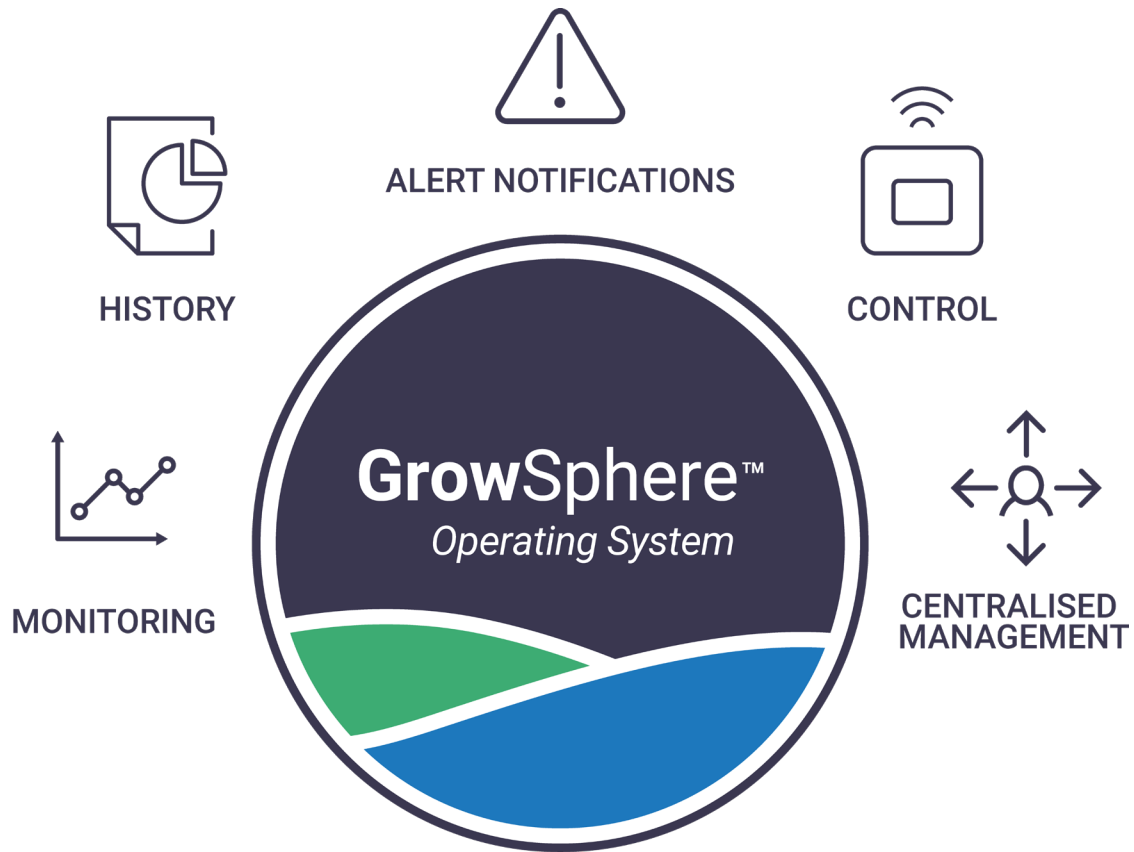 ALERT NOTIFICATIONS
HISTORY
CONTROL
GrowSphere™
Operating System
MONITORING
CENTRALISED
MANAGEMENT